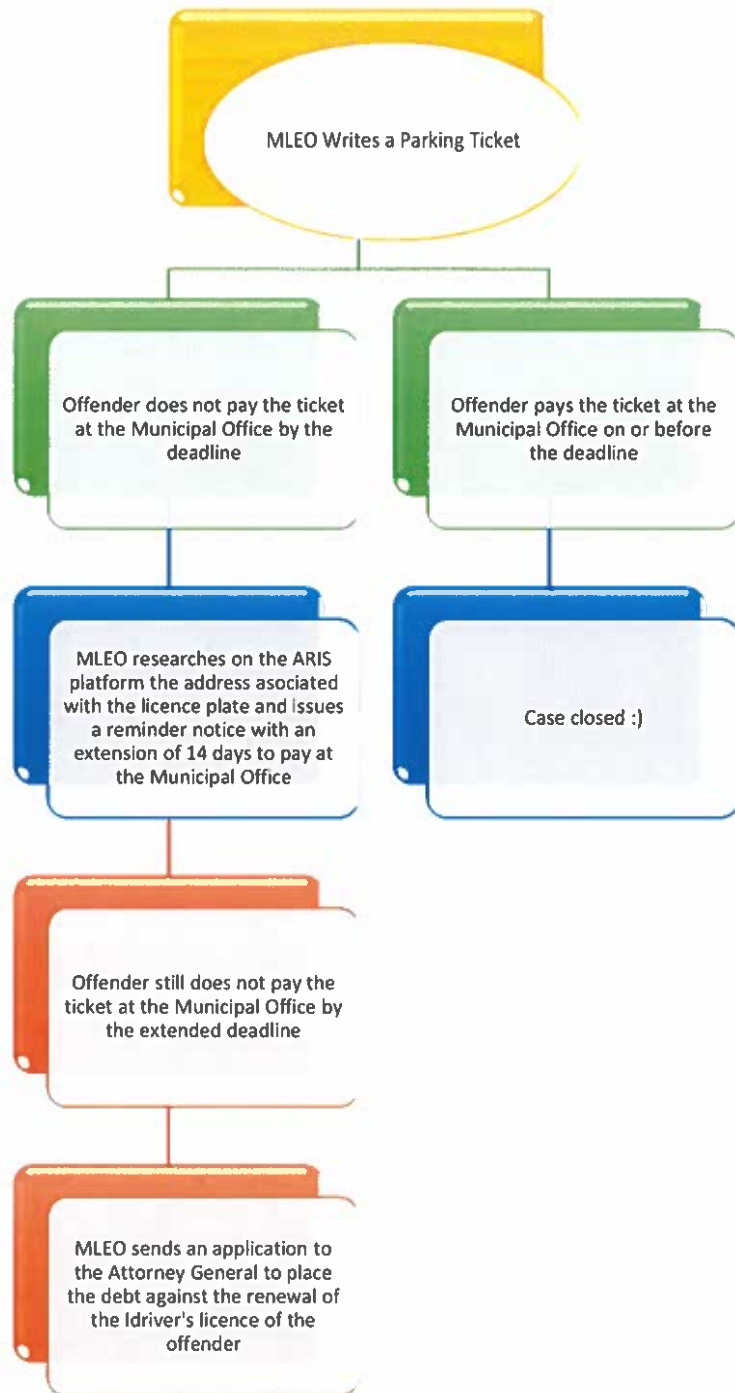 MLEO Writes a Parking Ticket
Offender does not pay the ticket
at the Municipal Office by the
deadline
Offender pays the ticket at the
Municipal Office on or before
the deadline
MLEO researches on the ARIS
platform the address asociated
with the licence plate and issues
a reminder notice with an
extension of 14 days to pay at
the Municipal Office
Case closed :)
Offender still does not pay the
ticket at the Municipal Office by
the extended deadline
MLEO sends an application to
the Attorney General to place
the debt against the renewal of
the ldriver's licence of the
offender